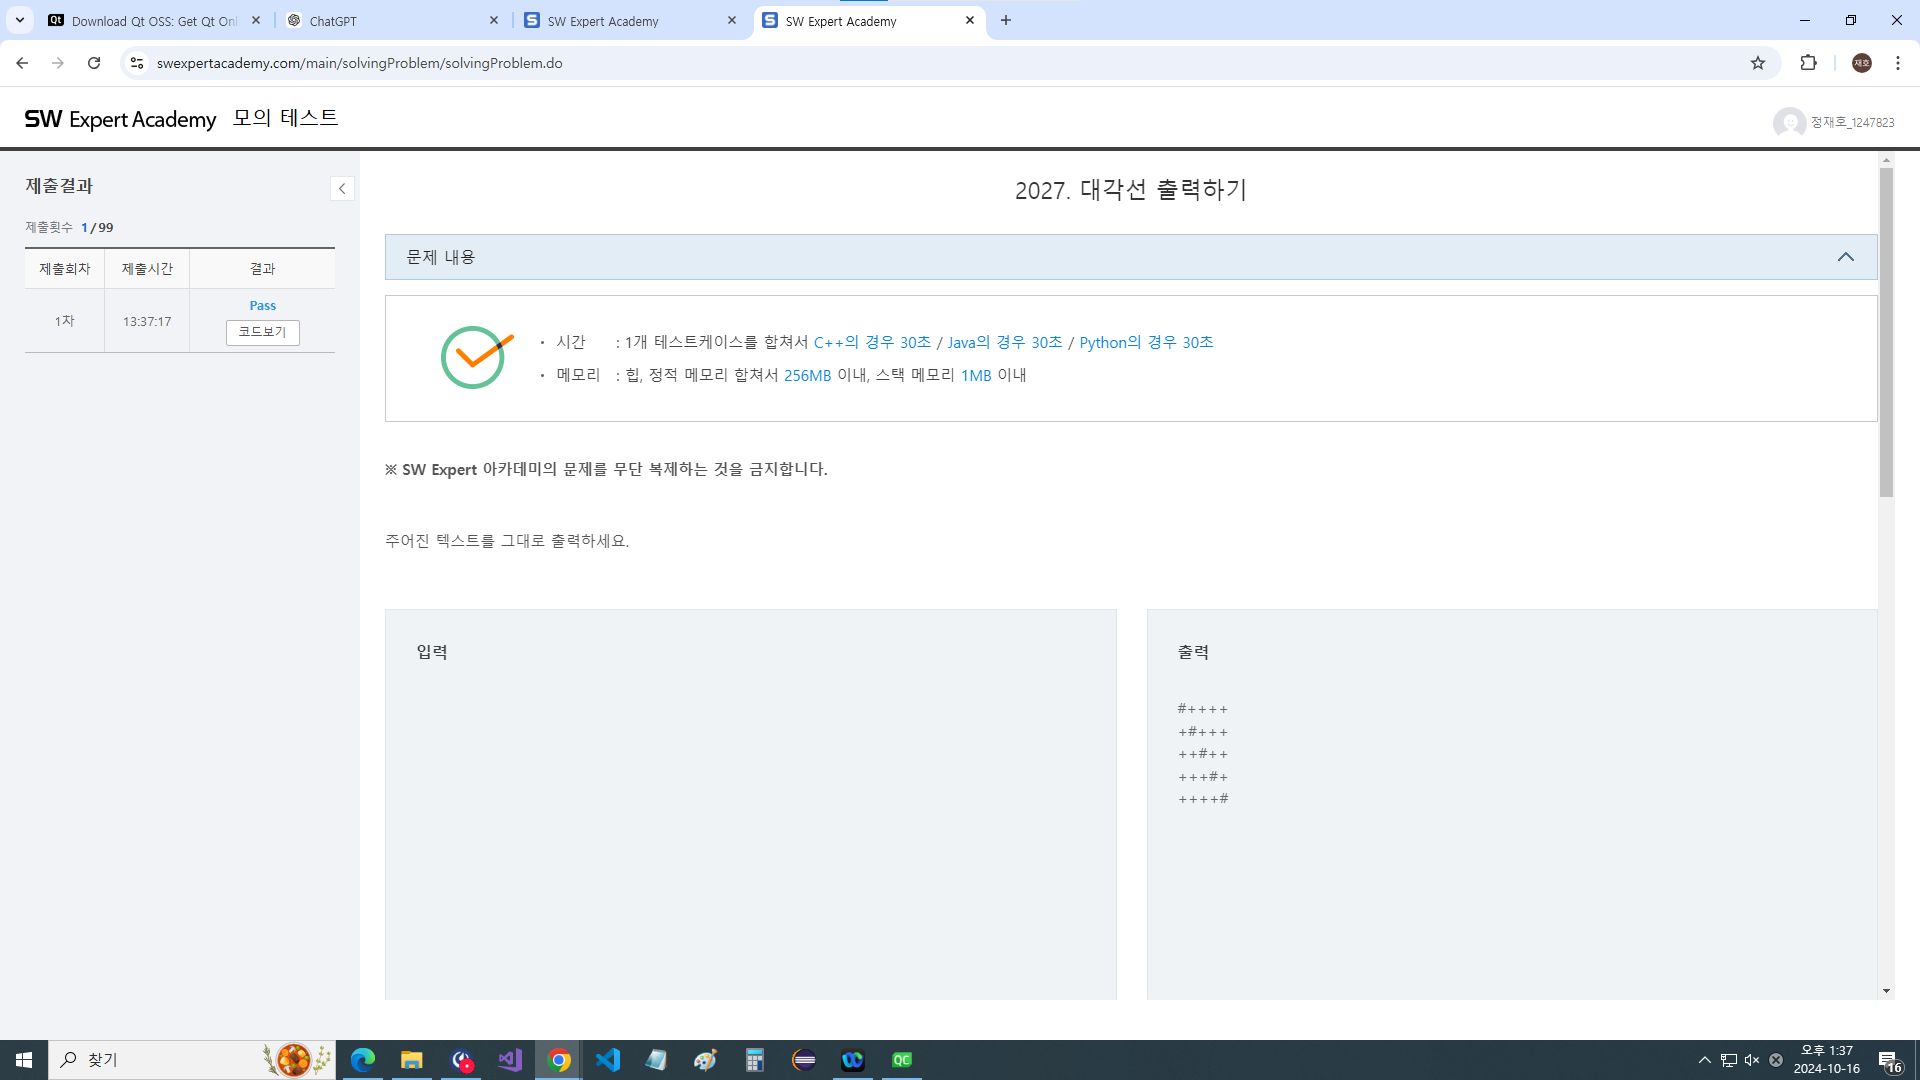 Qt Download Qt OSS: Get Qt Onl
ChatGPT
SW Expert Academy
SW Expert Academy
swexpertacademy.com/main/solvingProblem/solvingProblem.do
재호
SW Expert Academy 모의 테스트
정재호_1247823
제출결과
제출횟수 1 / 99
제출회차 제출시간 결과
1차 13:37:17 Pass
코드보기
2027. 대각선 출력하기
문제 내용
· 시간 : 1개 테스트케이스를 합쳐서 C++의 경우 30초 / Java의 경우 30초 / Python의 경우 30초
· 메모리 : 힙, 정적 메모리 합쳐서 256MB 이내, 스택 메모리 1MB 이내
※ SW Expert 아카데미의 문제를 무단 복제하는 것을 금지합니다.
주어진 텍스트를 그대로 출력하세요.
입력
출력
#++++
+#+++
++#++
+++#+
++++#
찾기
QC
오후 1:37
2024-10-16
16